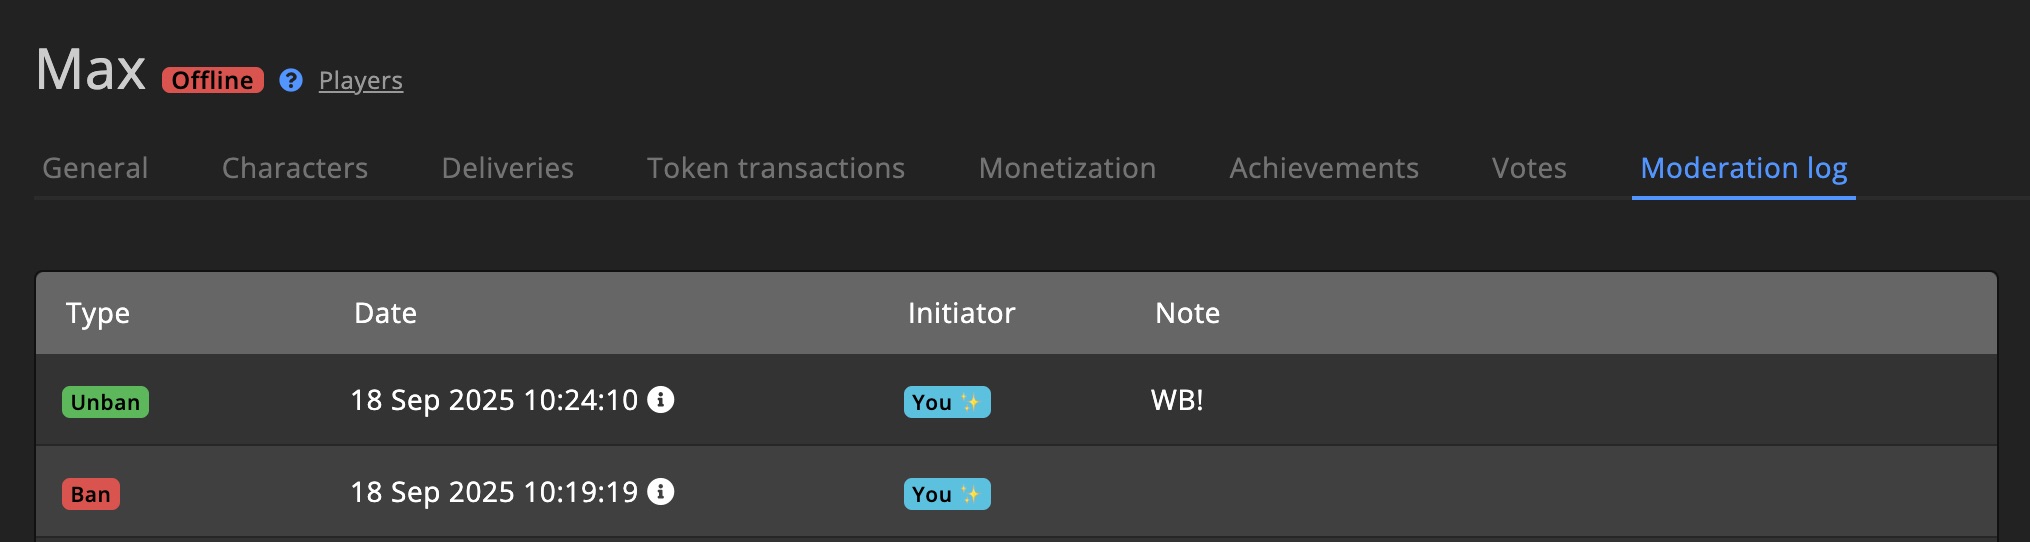 Max Offline ? Players
General Characters Deliveries Token transactions Monetization Achievements Votes Moderation log
Type Date Initiator Note
Unban 18 Sep 2025 10:24:10 i You ✨ WB!
Ban 18 Sep 2025 10:19:19 i You ✨